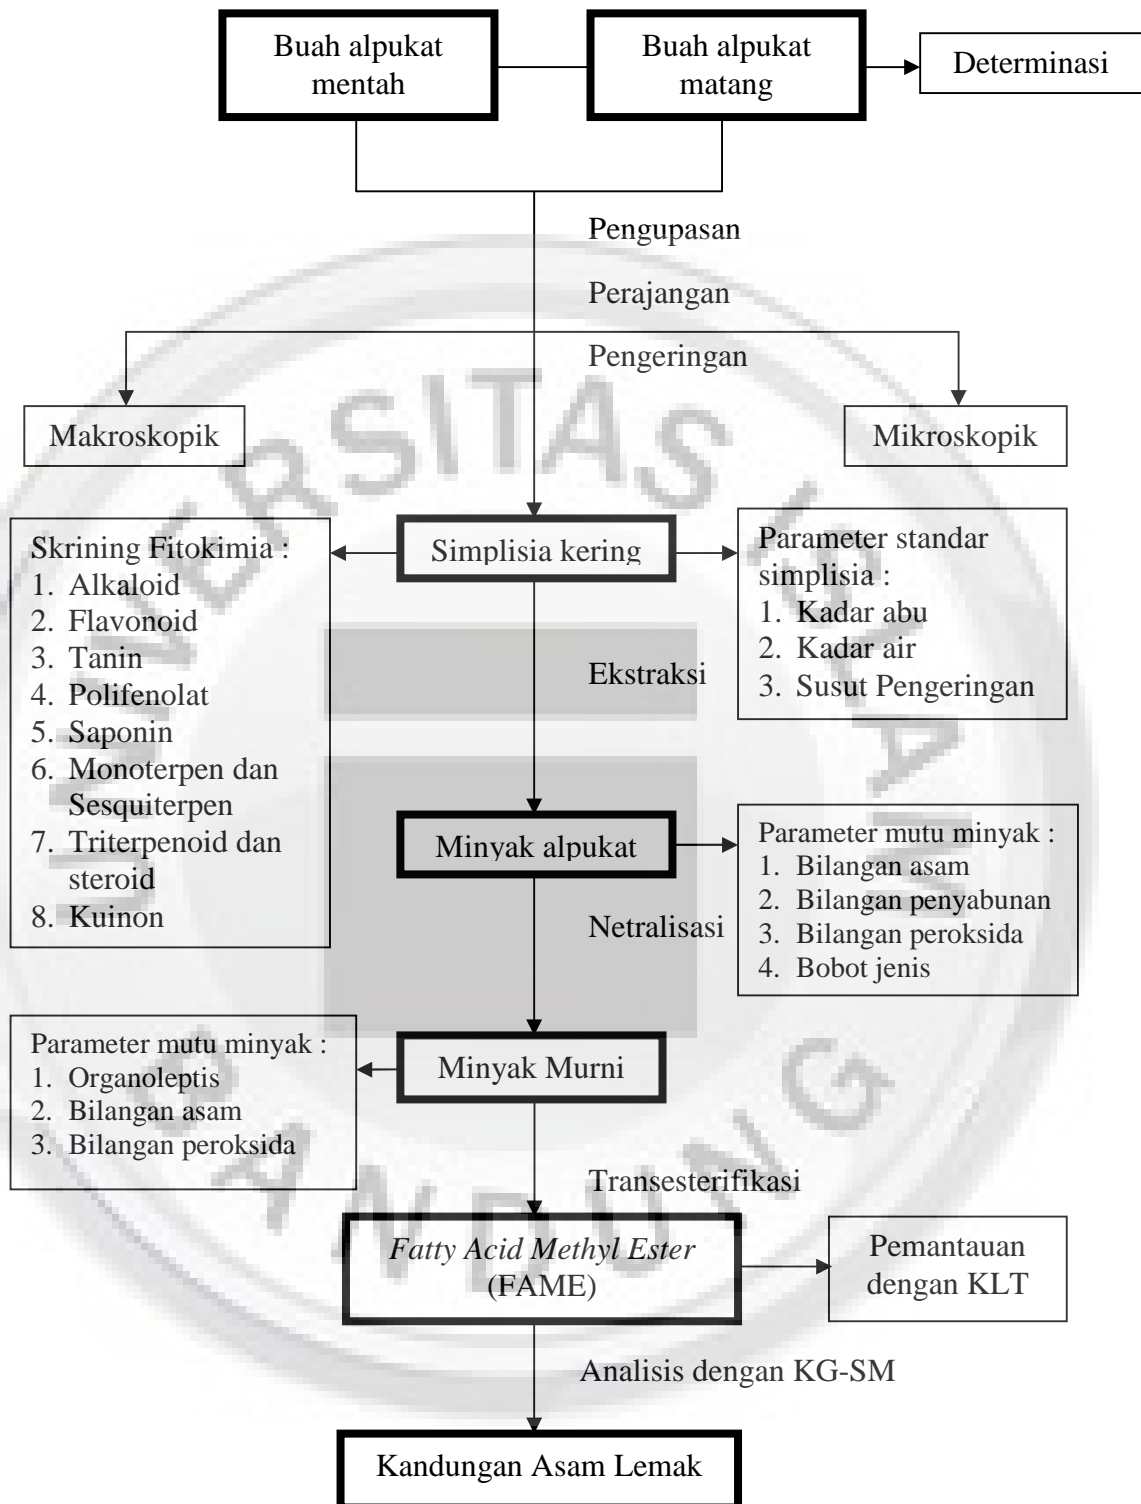 Buah alpukat
mentah
Buah alpukat
matang
Determinasi
Pengupasan
Perajangan
Pengeringan
Makroskopik
Mikroskopik
Skrining Fitokimia :
1. Alkaloid
2. Flavonoid
3. Tanin
4. Polifenolat
5. Saponin
6. Monoterpen dan
Sesquiterpen
7. Triterpenoid dan
steroid
8. Kuinon
Simplisia kering
Parameter standar
simplisia :
1. Kadar abu
2. Kadar air
3. Susut Pengeringan
Ekstraksi
Minyak alpukat
Parameter mutu minyak :
1. Bilangan asam
2. Bilangan penyabunan
3. Bilangan peroksida
4. Bobot jenis
Netralisasi
Parameter mutu minyak :
1. Organoleptis
2. Bilangan asam
3. Bilangan peroksida
Minyak Murni
Transesterifikasi
Fatty Acid Methyl Ester
(FAME)
Pemantauan
dengan KLT
Analisis dengan KG-SM
Kandungan Asam Lemak
UNIVERSITAS ISLAM
BANDUNG